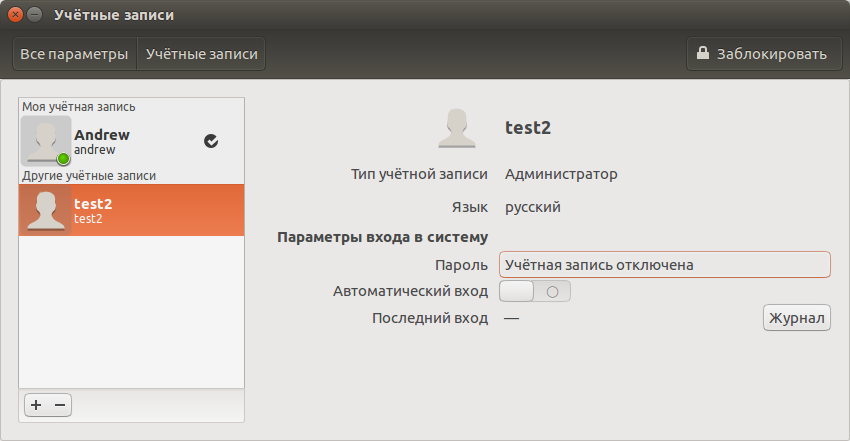 Учётные записи
Все параметры Учётные записи Заблокировать
Моя учётная запись
Andrew
andrew
Другие учётные записи
test2
test2
test2
Тип учётной записи Администратор
Язык русский
Параметры входа в систему
Пароль Учётная запись отключена
Автоматический вход
Последний вход — Журнал